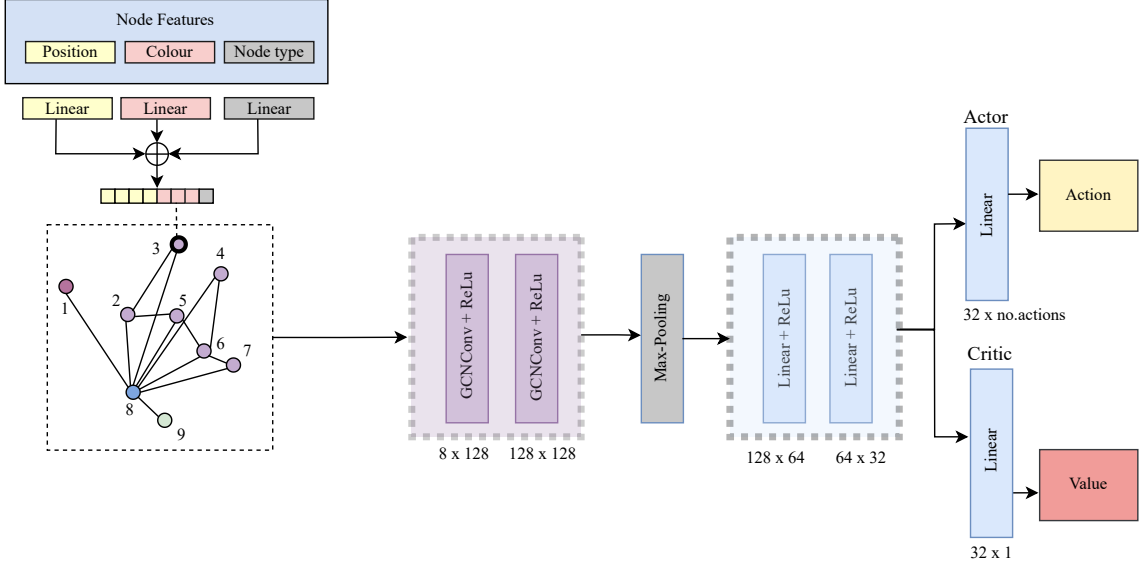 Node Features
Position
Colour
Node type
Linear
Linear
Linear
3
4
1
2
5
6
7
8
9
GCNConv + ReLu
GCNConv + ReLu
8 x 128
128 x 128
Max-Pooling
Linear + ReLu
Linear + ReLu
128 x 64
64 x 32
Actor
Linear
32 x no.actions
Action
Critic
Linear
32 x 1
Value